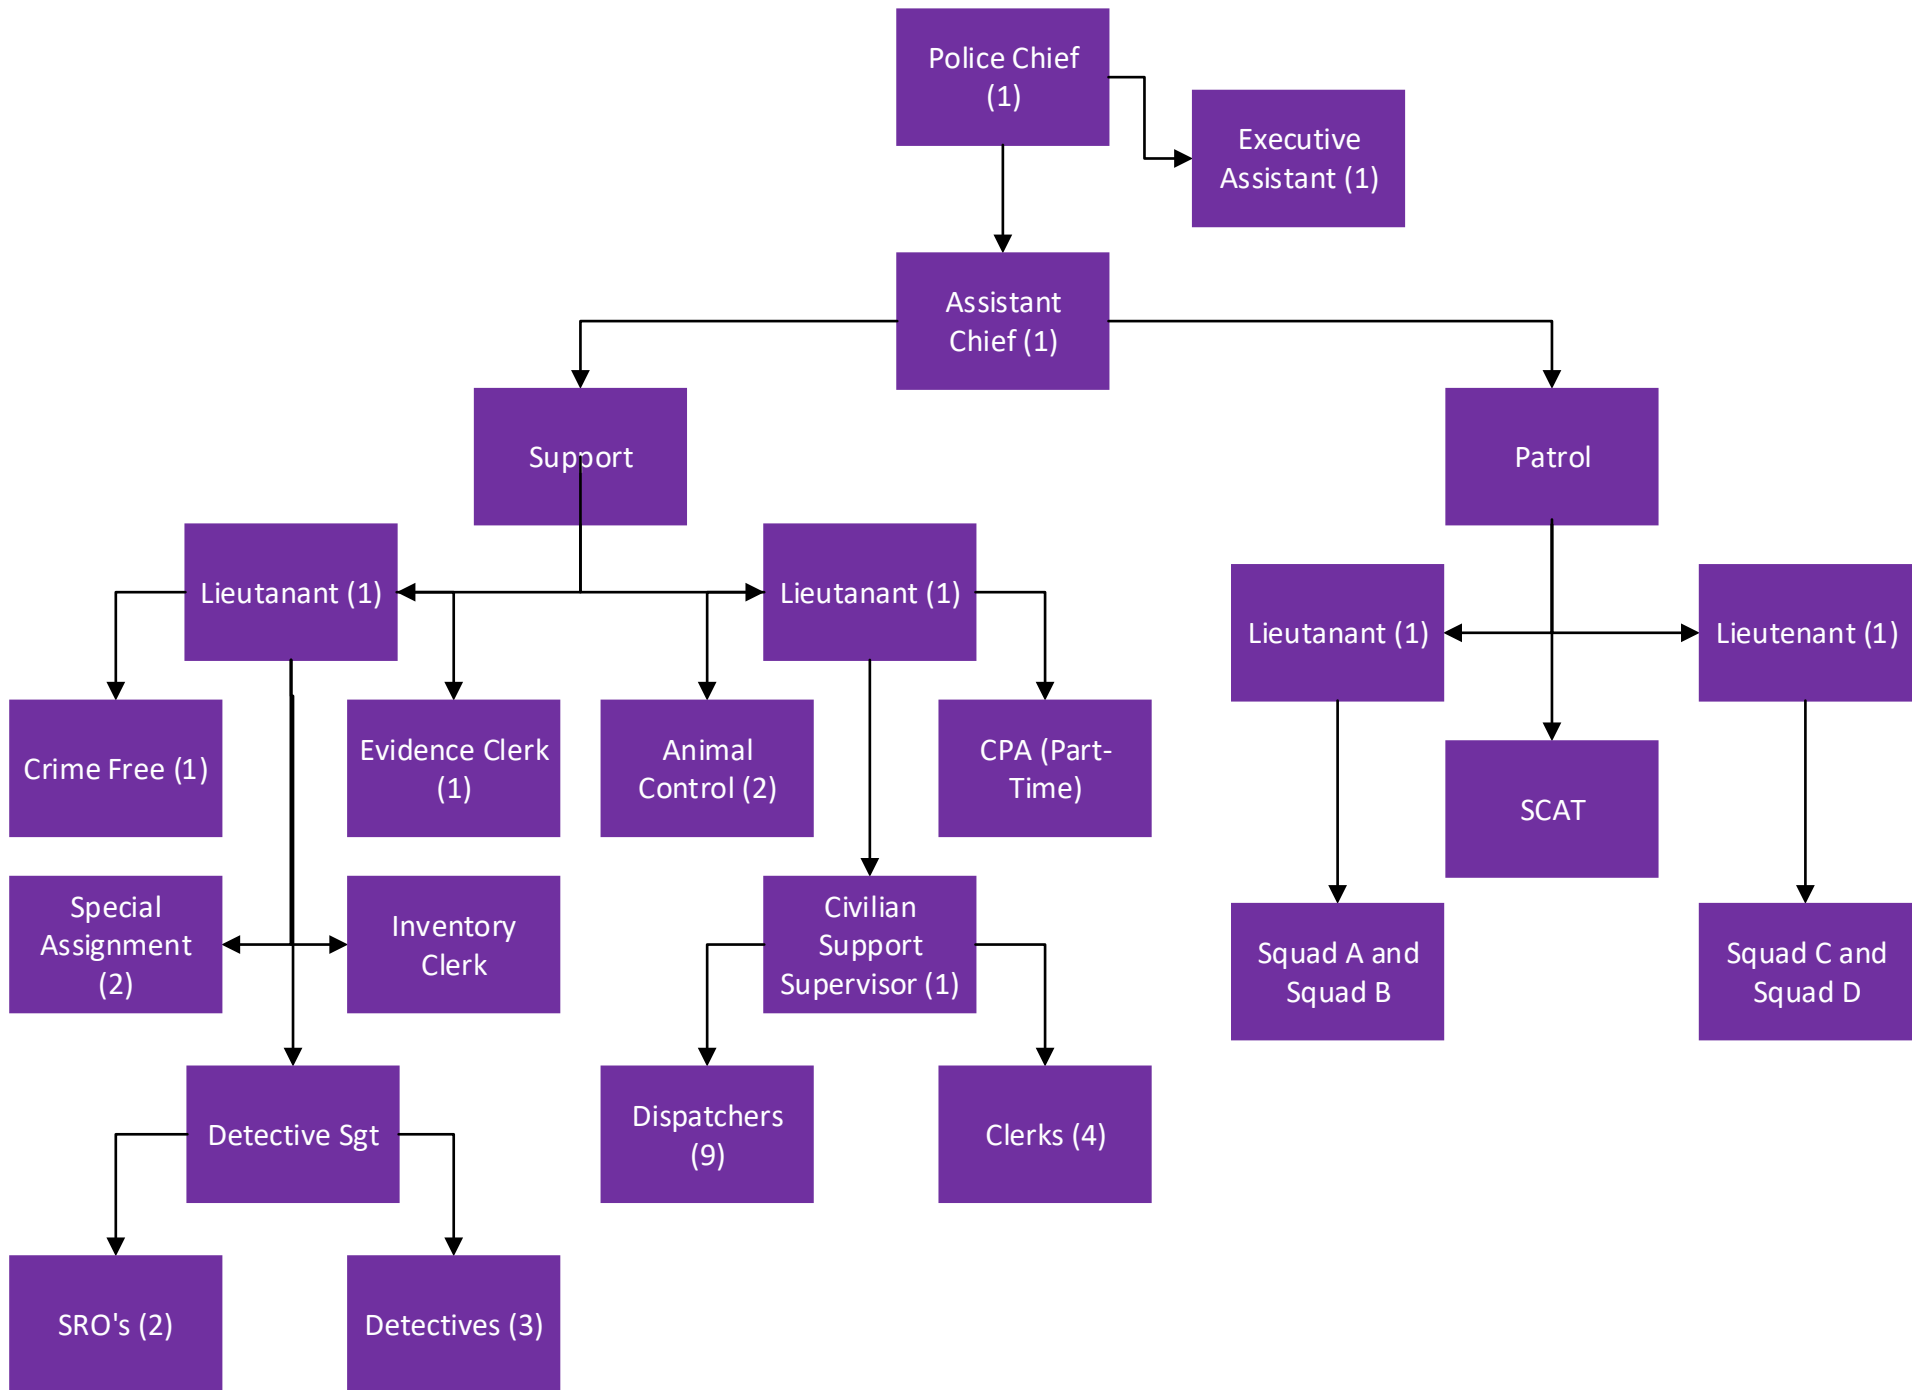 Police Chief
(1)
Executive
Assistant (1)
Assistant
Chief (1)
Support
Patrol
Lieutanant (1)
Lieutanant (1)
Lieutanant (1)
Lieutenant (1)
Crime Free (1)
Evidence Clerk
(1)
Animal
Control (2)
CPA (Part-
Time)
SCAT
Special
Assignment
(2)
Inventory
Clerk
Civilian
Support
Supervisor (1)
Squad A and
Squad B
Squad C and
Squad D
Detective Sgt
Dispatchers
(9)
Clerks (4)
SRO's (2)
Detectives (3)